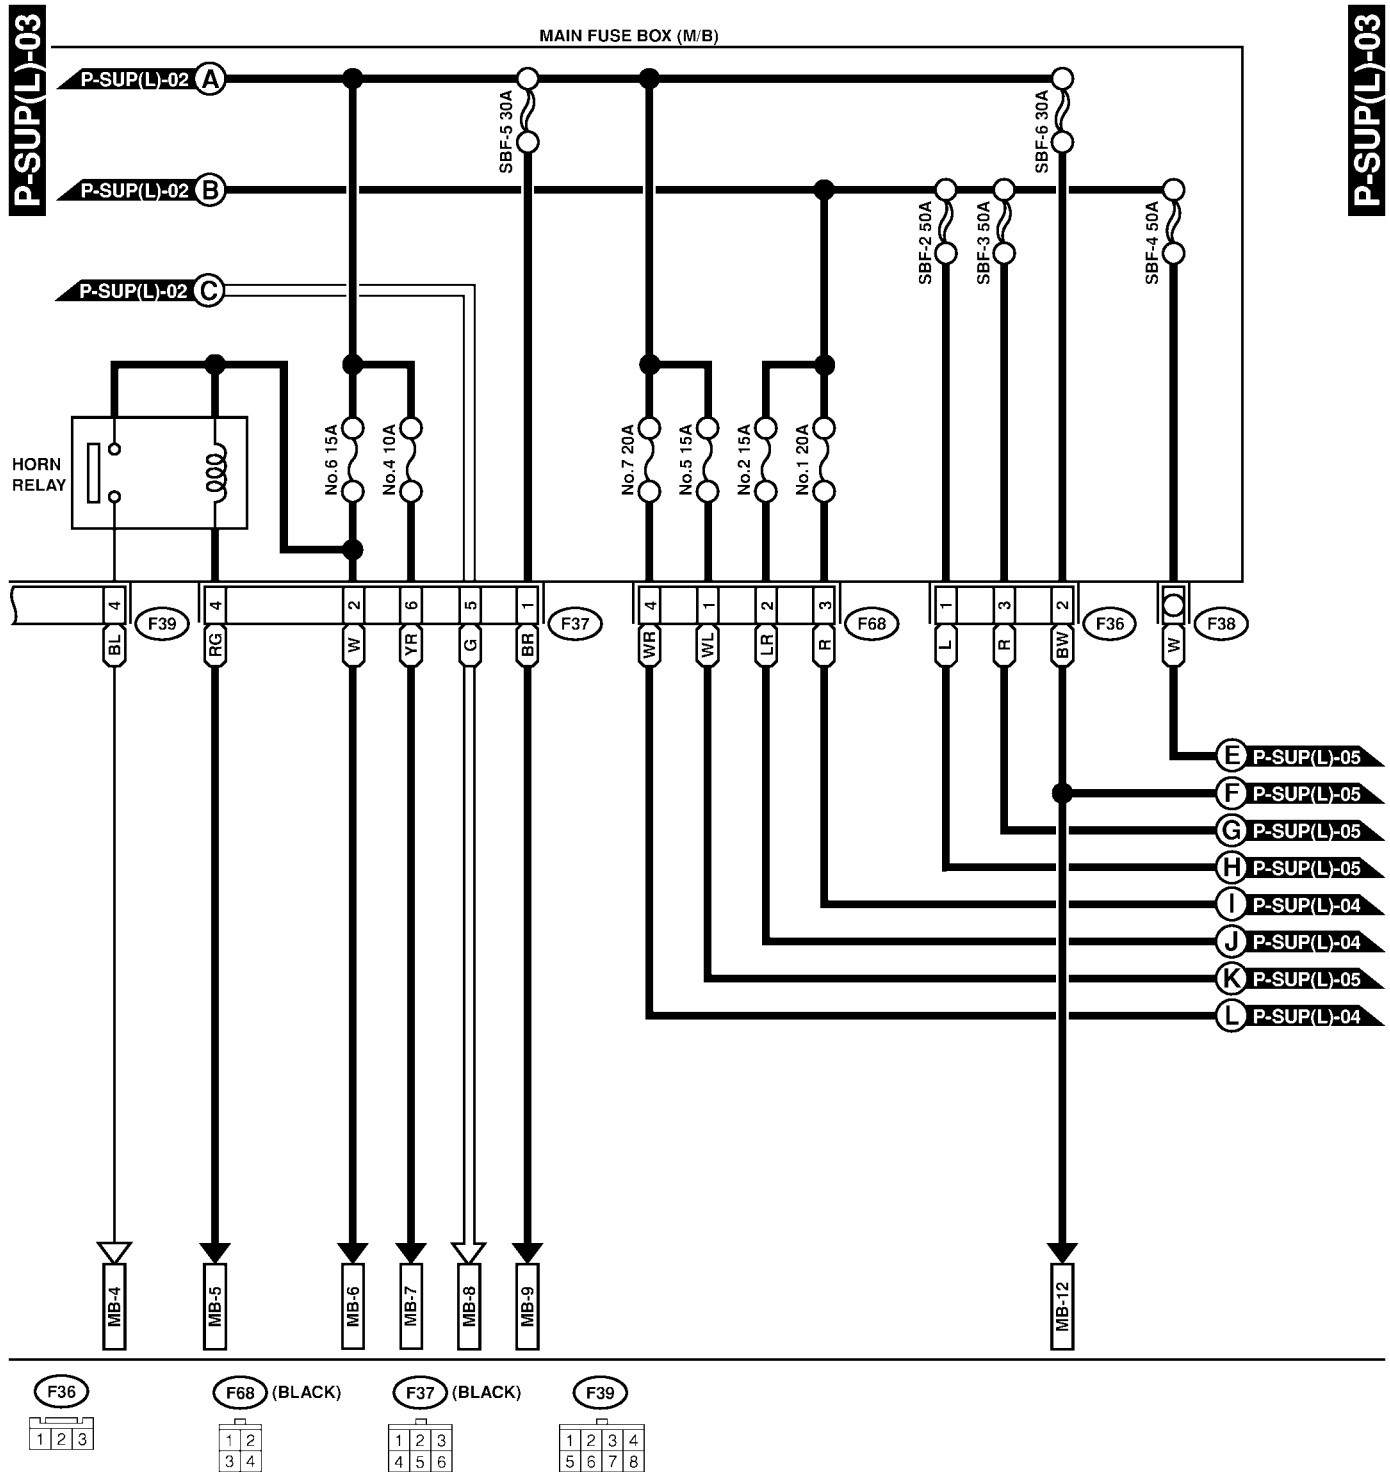 MAIN FUSE BOX (M/B)
P-SUP(L)-03
P-SUP(L)-03
P-SUP(L)-02 A
SBF-5 30A
SBF-6 30A
P-SUP(L)-02 B
SBF-2 50A
SBF-3 50A
SBF-4 50A
P-SUP(L)-02 C
HORN
RELAY
No.6 15A
No.4 10A
No.7 20A
No.5 15A
No.2 15A
No.1 20A
4 F39
4 2 6 5 1 F37
4 1 2 3 F68
1 3 2 F36
F38
BL RG W YR G BR WR WL LR R L R BW W
E P-SUP(L)-05
F P-SUP(L)-05
G P-SUP(L)-05
H P-SUP(L)-05
I P-SUP(L)-04
J P-SUP(L)-04
K P-SUP(L)-05
L P-SUP(L)-04
MB-4
MB-5
MB-6
MB-7
MB-8
MB-9
MB-12
F36
1 2 3
F68 (BLACK)
1 2
3 4
F37 (BLACK)
1 2 3
4 5 6
F39
1 2 3 4
5 6 7 8